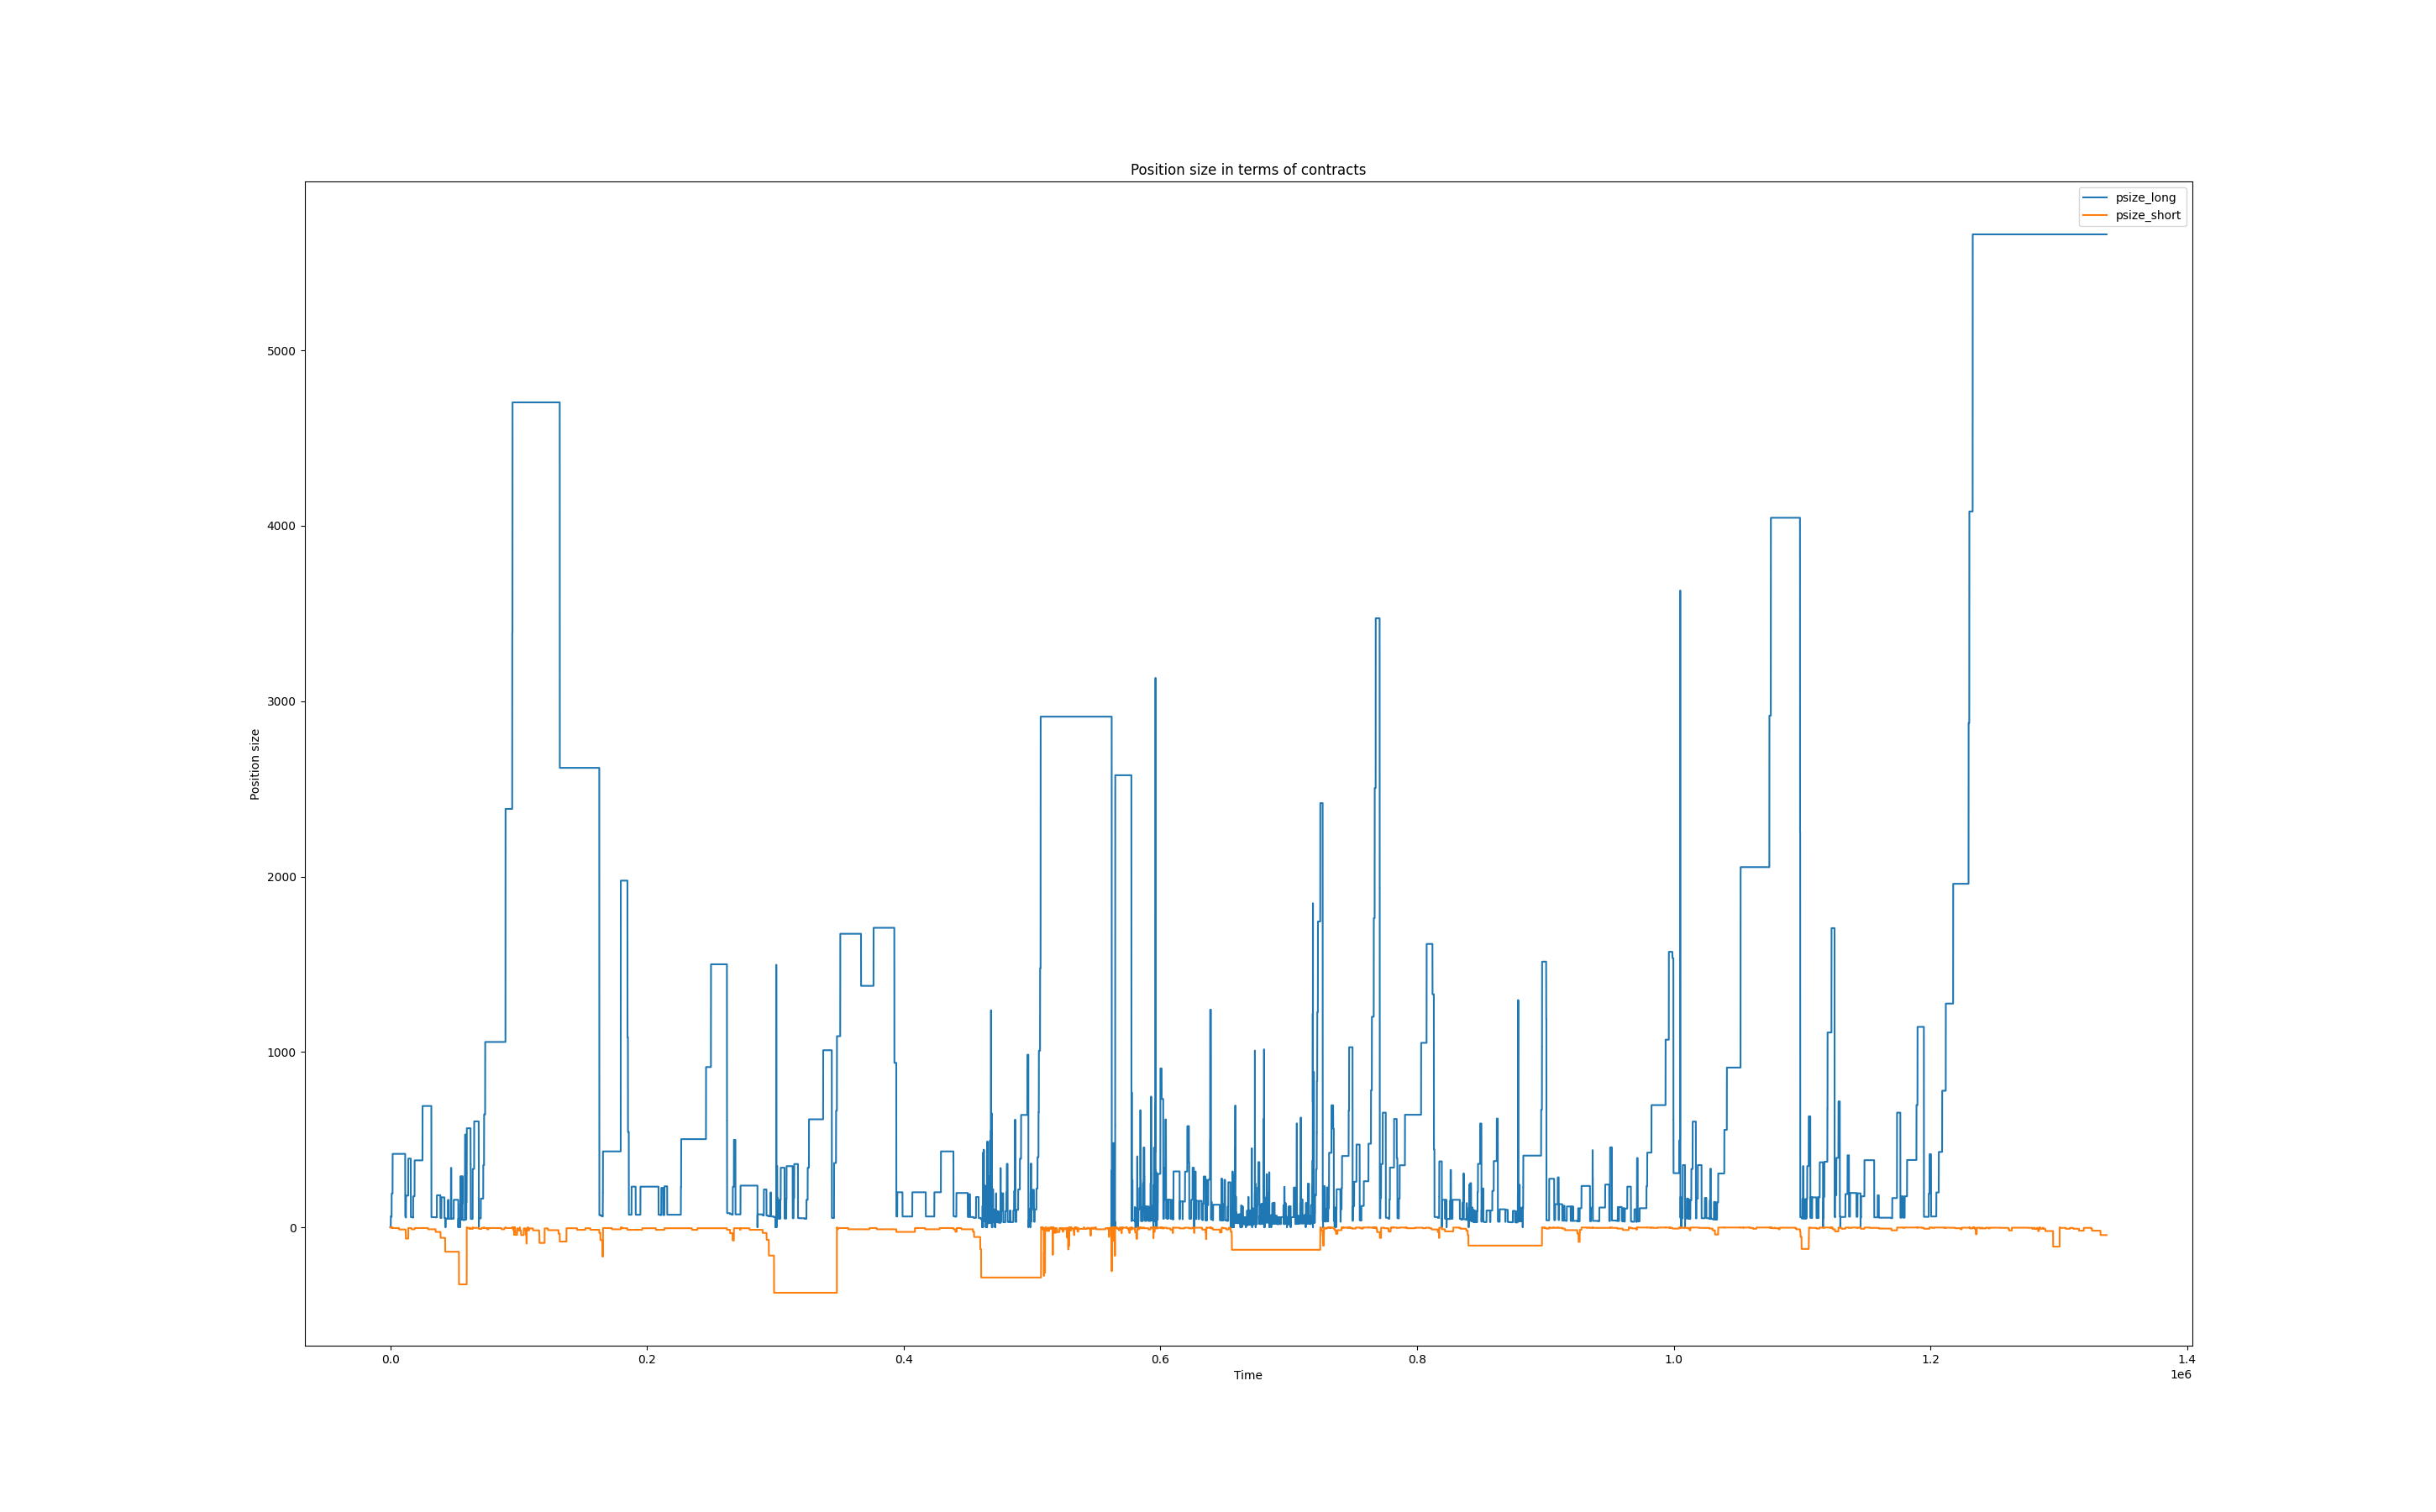 Position size in terms of contracts
psize_long
psize_short
5000
4000
3000
2000
1000
0
Position size
0.0 0.2 0.4 0.6 0.8 1.0 1.2 1.4
Time
1e6